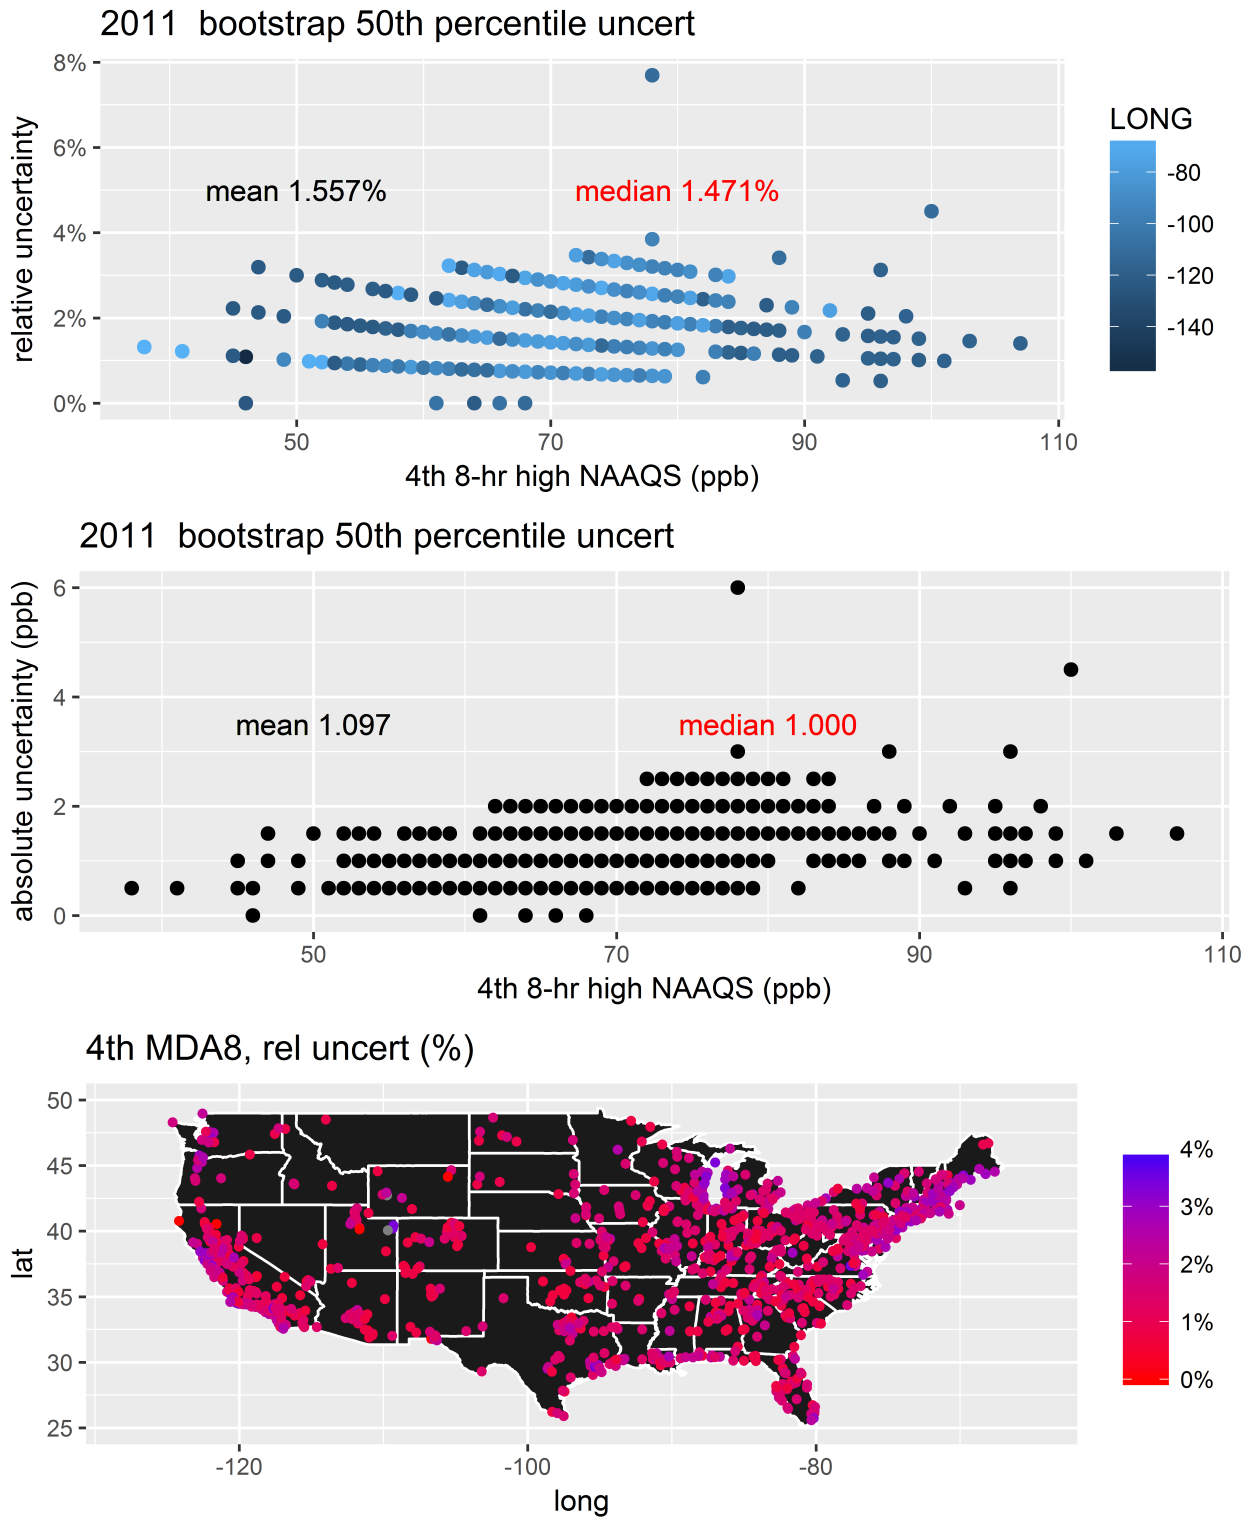 2011  bootstrap 50th percentile uncert
8%
6%
4%
2%
0%
relative uncertainty
mean 1.557%
median 1.471%
50
70
90
110
4th 8-hr high NAAQS (ppb)
LONG
-80
-100
-120
-140
2011  bootstrap 50th percentile uncert
6
4
2
0
absolute uncertainty (ppb)
mean 1.097
median 1.000
50
70
90
110
4th 8-hr high NAAQS (ppb)
4th MDA8, rel uncert (%)
50
45
40
35
30
25
lat
-120
-100
-80
long
4%
3%
2%
1%
0%